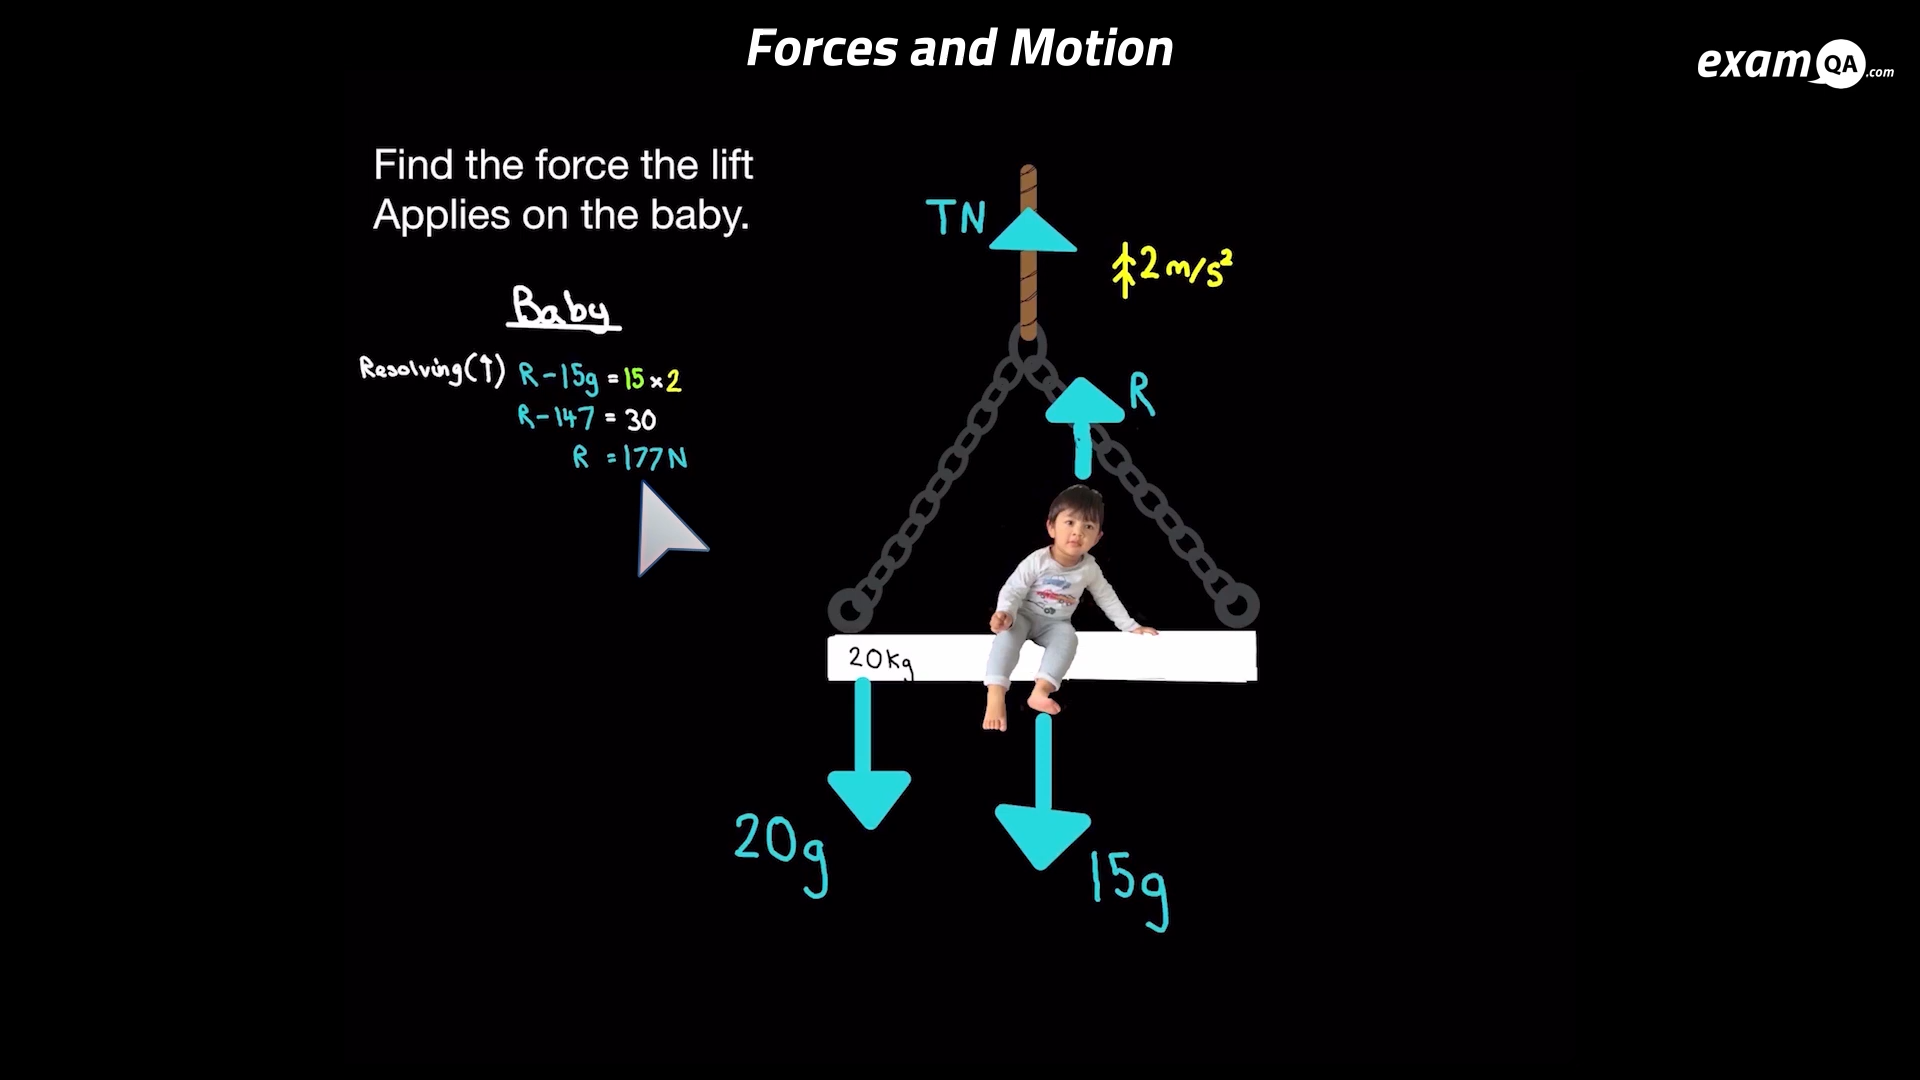 Forces and Motion
examQA.com
Find the force the lift
Applies on the baby.
TN
2 m/s²
Baby
Resolving(↑) R - 15g = 15 × 2
R - 147 = 30
R = 177N
R
20Kg
20g
15g